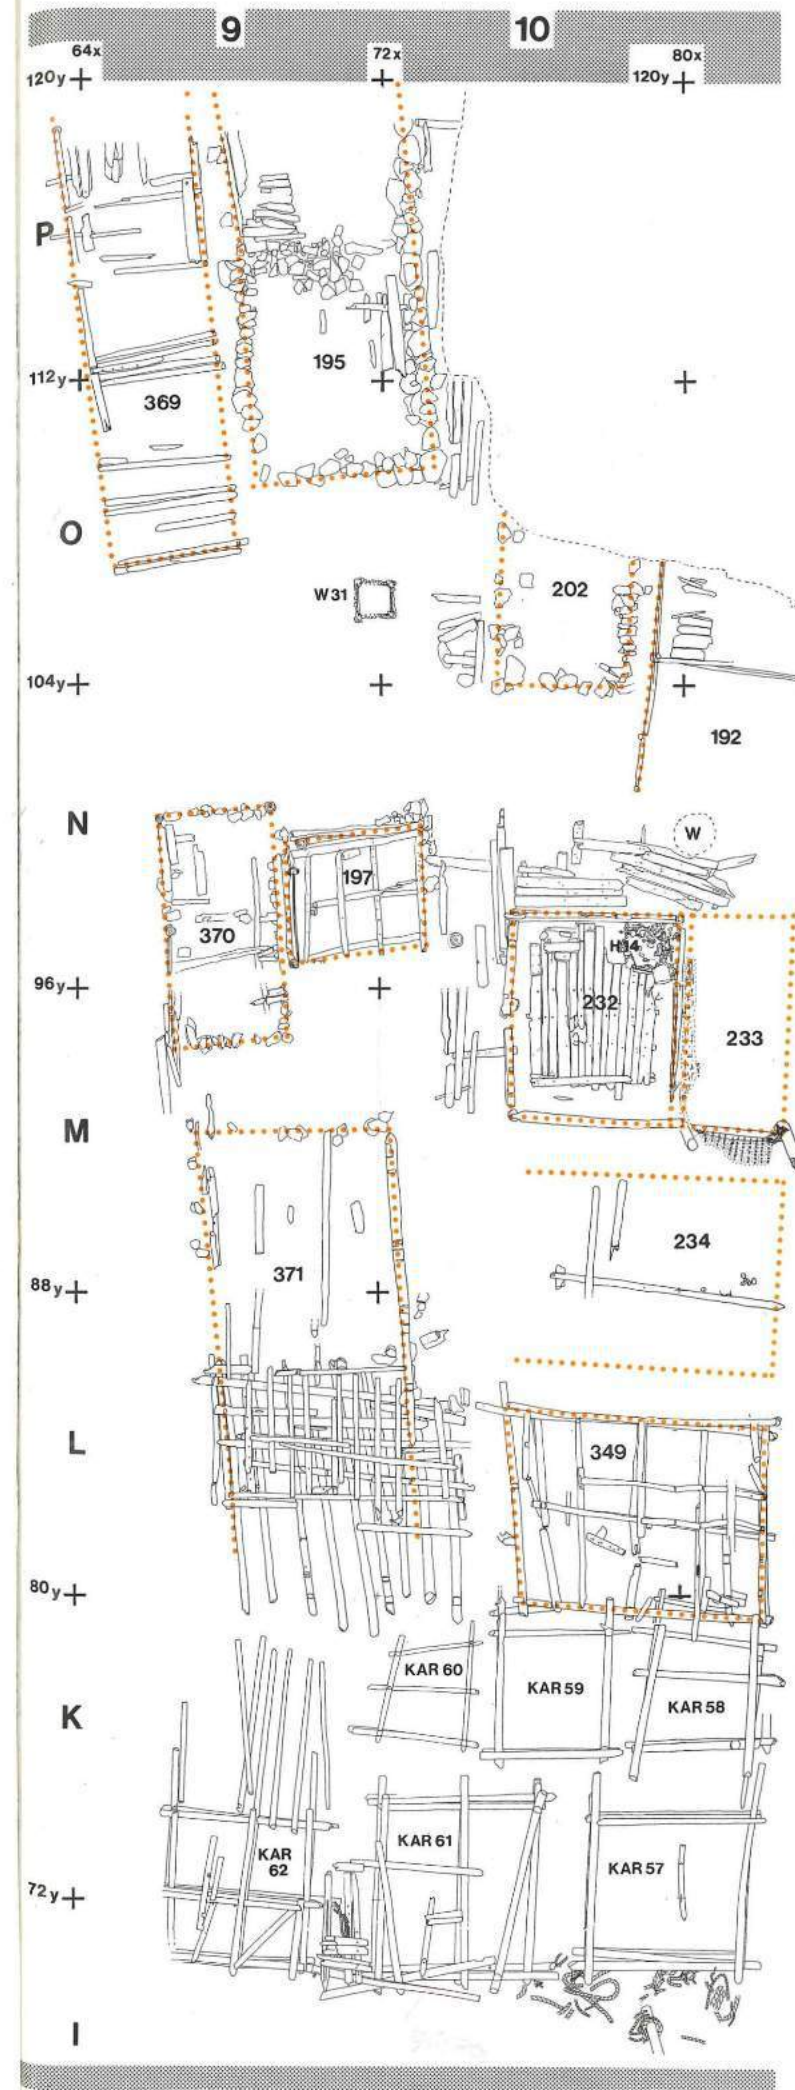 9 10
64x 72x 80x
120y 120y
P
195
112y
369
O
202
W31
104y
192
N
W
197
370
H14
96y
232
233
M
234
371
88y
L
349
80y
KAR 60
KAR 59
KAR 58
K
KAR 61
KAR
62
KAR 57
72y
I